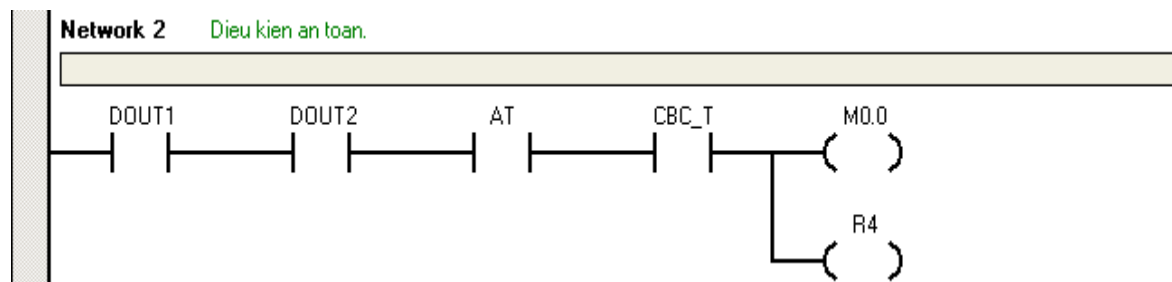 Network 2 Dieu kien an toan.
DOUT1 DOUT2 AT CBC_T M0.0
R4